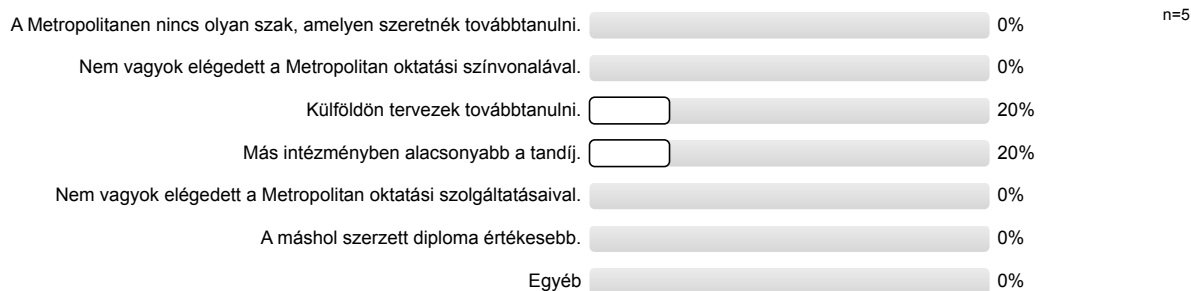 A Metropolitanen nincs olyan szak, amelyen szeretnék továbbtanulni. 0% n=5
Nem vagyok elégedett a Metropolitan oktatási színvonalával. 0%
Külföldön tervezek továbbtanulni. 20%
Más intézményben alacsonyabb a tandíj. 20%
Nem vagyok elégedett a Metropolitan oktatási szolgáltatásaival. 0%
A máshol szerzett diploma értékesebb. 0%
Egyéb 0%